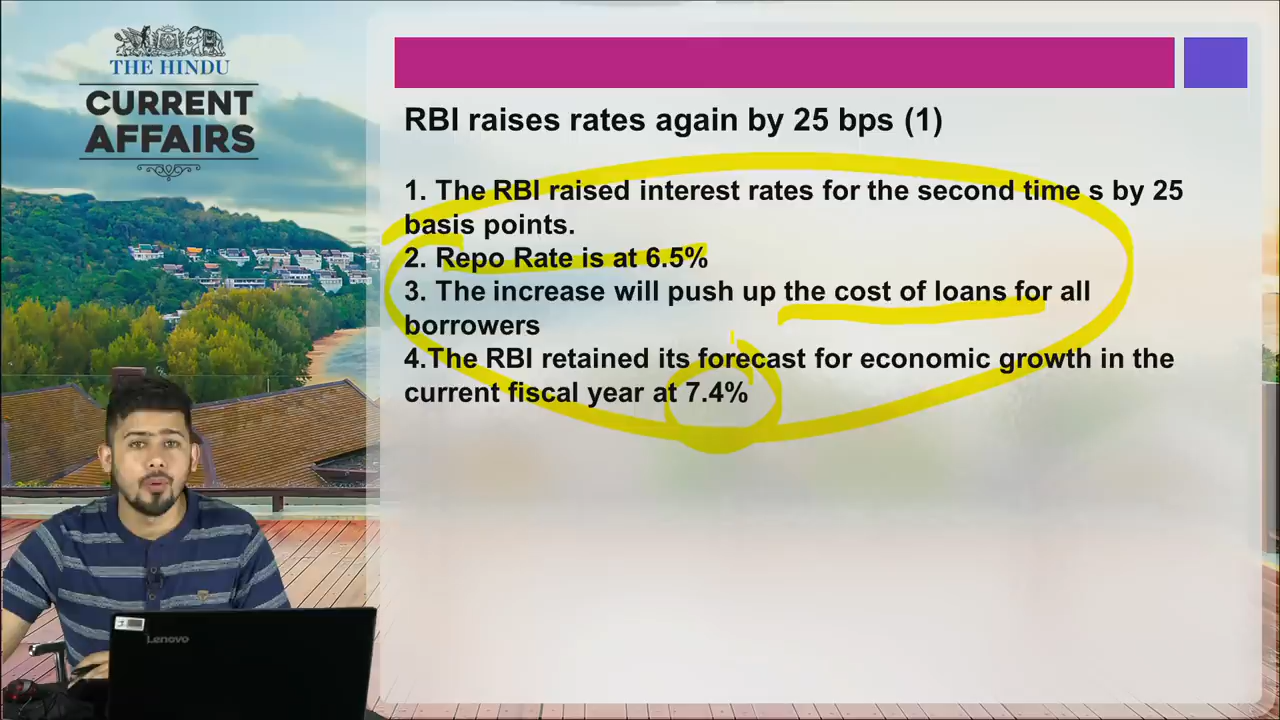 THE HINDU
CURRENT
AFFAIRS
RBI raises rates again by 25 bps (1)
1. The RBI raised interest rates for the second time s by 25
basis points.
2. Repo Rate is at 6.5%
3. The increase will push up the cost of loans for all
borrowers
4.The RBI retained its forecast for economic growth in the
current fiscal year at 7.4%
Lenovo